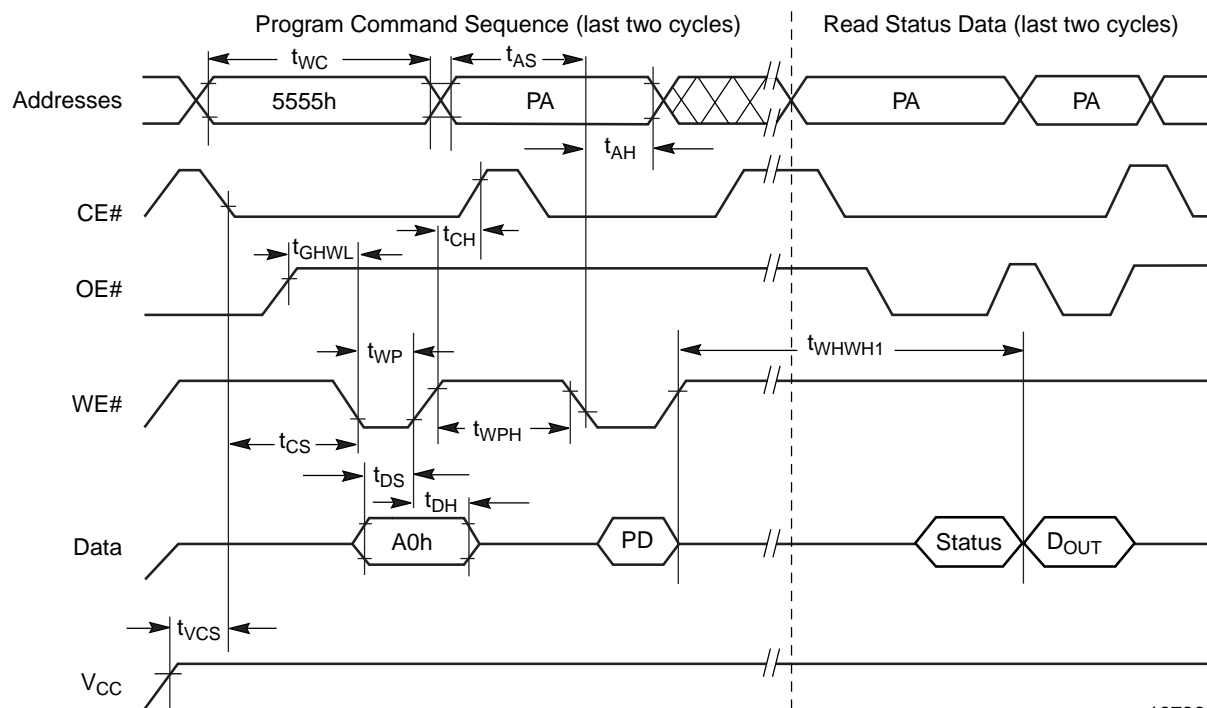 Program Command Sequence (last two cycles)
Read Status Data (last two cycles)
tWC
tAS
Addresses
5555h
PA
PA
PA
tAH
CE#
tCH
tGHWL
OE#
tWP
tWHWH1
WE#
tCS
tWPH
tDS
tDH
Data
A0h
PD
Status
DOUT
tVCS
VCC